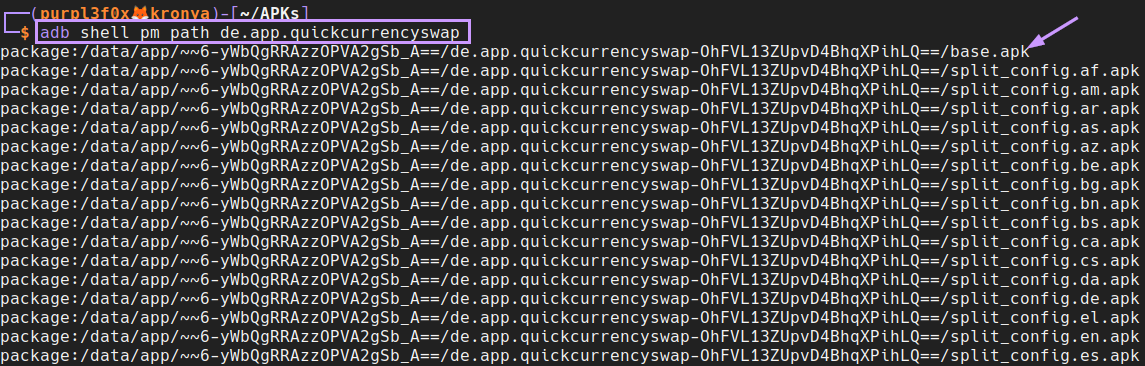 (purpl3f0x🦊kronya)-[~/APKs]
$ adb shell pm path de.app.quickcurrencyswap
package:/data/app/~~6-yWbQgRRAzzOPVA2gSb_A==/de.app.quickcurrencyswap-OhFVL13ZUpvD4BhqXPihLQ==/base.apk
package:/data/app/~~6-yWbQgRRAzzOPVA2gSb_A==/de.app.quickcurrencyswap-OhFVL13ZUpvD4BhqXPihLQ==/split_config.af.apk
package:/data/app/~~6-yWbQgRRAzzOPVA2gSb_A==/de.app.quickcurrencyswap-OhFVL13ZUpvD4BhqXPihLQ==/split_config.am.apk
package:/data/app/~~6-yWbQgRRAzzOPVA2gSb_A==/de.app.quickcurrencyswap-OhFVL13ZUpvD4BhqXPihLQ==/split_config.ar.apk
package:/data/app/~~6-yWbQgRRAzzOPVA2gSb_A==/de.app.quickcurrencyswap-OhFVL13ZUpvD4BhqXPihLQ==/split_config.as.apk
package:/data/app/~~6-yWbQgRRAzzOPVA2gSb_A==/de.app.quickcurrencyswap-OhFVL13ZUpvD4BhqXPihLQ==/split_config.az.apk
package:/data/app/~~6-yWbQgRRAzzOPVA2gSb_A==/de.app.quickcurrencyswap-OhFVL13ZUpvD4BhqXPihLQ==/split_config.be.apk
package:/data/app/~~6-yWbQgRRAzzOPVA2gSb_A==/de.app.quickcurrencyswap-OhFVL13ZUpvD4BhqXPihLQ==/split_config.bg.apk
package:/data/app/~~6-yWbQgRRAzzOPVA2gSb_A==/de.app.quickcurrencyswap-OhFVL13ZUpvD4BhqXPihLQ==/split_config.bn.apk
package:/data/app/~~6-yWbQgRRAzzOPVA2gSb_A==/de.app.quickcurrencyswap-OhFVL13ZUpvD4BhqXPihLQ==/split_config.bs.apk
package:/data/app/~~6-yWbQgRRAzzOPVA2gSb_A==/de.app.quickcurrencyswap-OhFVL13ZUpvD4BhqXPihLQ==/split_config.ca.apk
package:/data/app/~~6-yWbQgRRAzzOPVA2gSb_A==/de.app.quickcurrencyswap-OhFVL13ZUpvD4BhqXPihLQ==/split_config.cs.apk
package:/data/app/~~6-yWbQgRRAzzOPVA2gSb_A==/de.app.quickcurrencyswap-OhFVL13ZUpvD4BhqXPihLQ==/split_config.da.apk
package:/data/app/~~6-yWbQgRRAzzOPVA2gSb_A==/de.app.quickcurrencyswap-OhFVL13ZUpvD4BhqXPihLQ==/split_config.de.apk
package:/data/app/~~6-yWbQgRRAzzOPVA2gSb_A==/de.app.quickcurrencyswap-OhFVL13ZUpvD4BhqXPihLQ==/split_config.el.apk
package:/data/app/~~6-yWbQgRRAzzOPVA2gSb_A==/de.app.quickcurrencyswap-OhFVL13ZUpvD4BhqXPihLQ==/split_config.en.apk
package:/data/app/~~6-yWbQgRRAzzOPVA2gSb_A==/de.app.quickcurrencyswap-OhFVL13ZUpvD4BhqXPihLQ==/split_config.es.apk